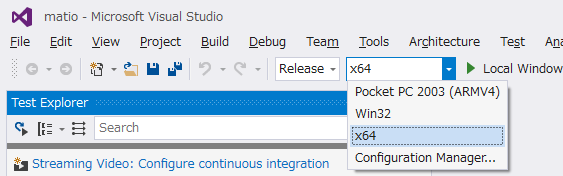 matio - Microsoft Visual Studio
File Edit View Project Build Debug Team Tools Architecture Test
Release x64 Local Window
Pocket PC 2003 (ARMV4)
Test Explorer
Win32
Search
x64
Streaming Video: Configure continuous integration
Configuration Manager...